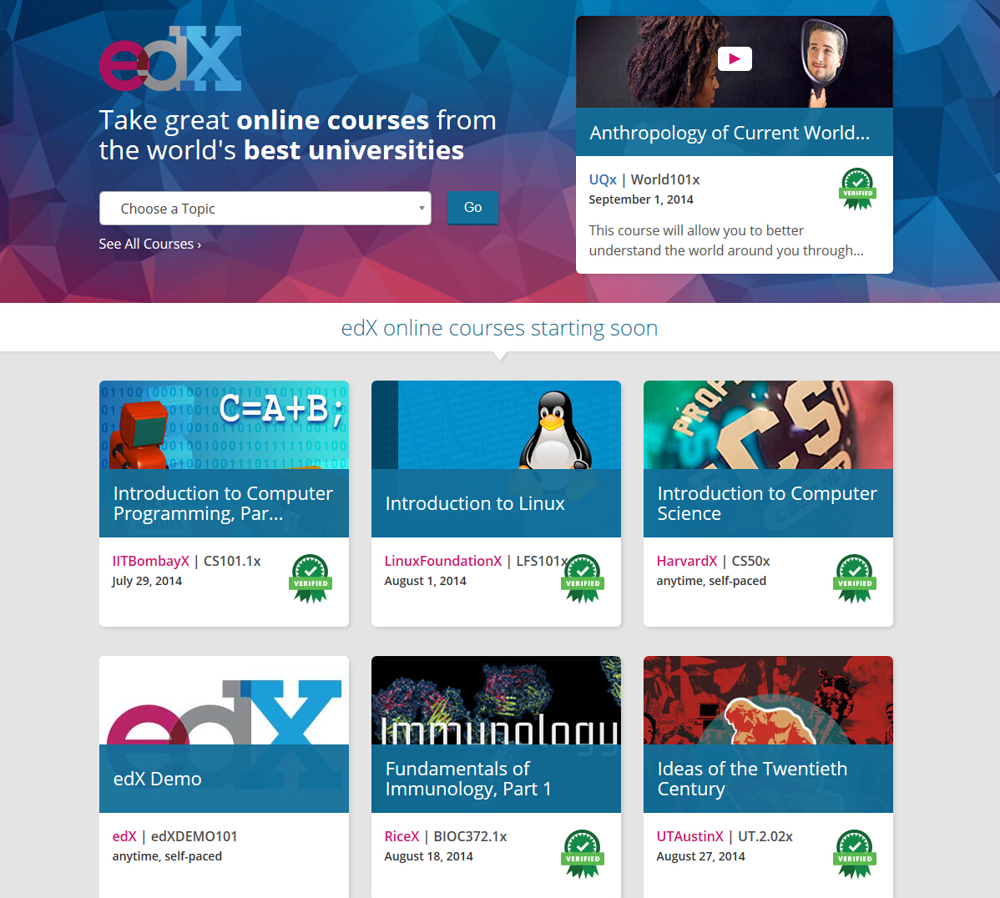 edX
Take great online courses from
the world's best universities
Choose a Topic
Go
See All Courses ›
Anthropology of Current World...
UQx | World101x
September 1, 2014
VERIFIED
This course will allow you to better
understand the world around you through...
edX online courses starting soon
C=A+B;
Introduction to Computer
Programming, Par...
IITBombayX | CS101.1x
July 29, 2014
VERIFIED
Introduction to Linux
LinuxFoundationX | LFS101x
August 1, 2014
VERIFIED
CS50
Introduction to Computer
Science
HarvardX | CS50x
anytime, self-paced
VERIFIED
edX
edX Demo
edX | edXDEMO101
anytime, self-paced
Immunology
Fundamentals of
Immunology, Part 1
RiceX | BIOC372.1x
August 18, 2014
VERIFIED
Ideas of the Twentieth
Century
UTAustinX | UT.2.02x
August 27, 2014
VERIFIED